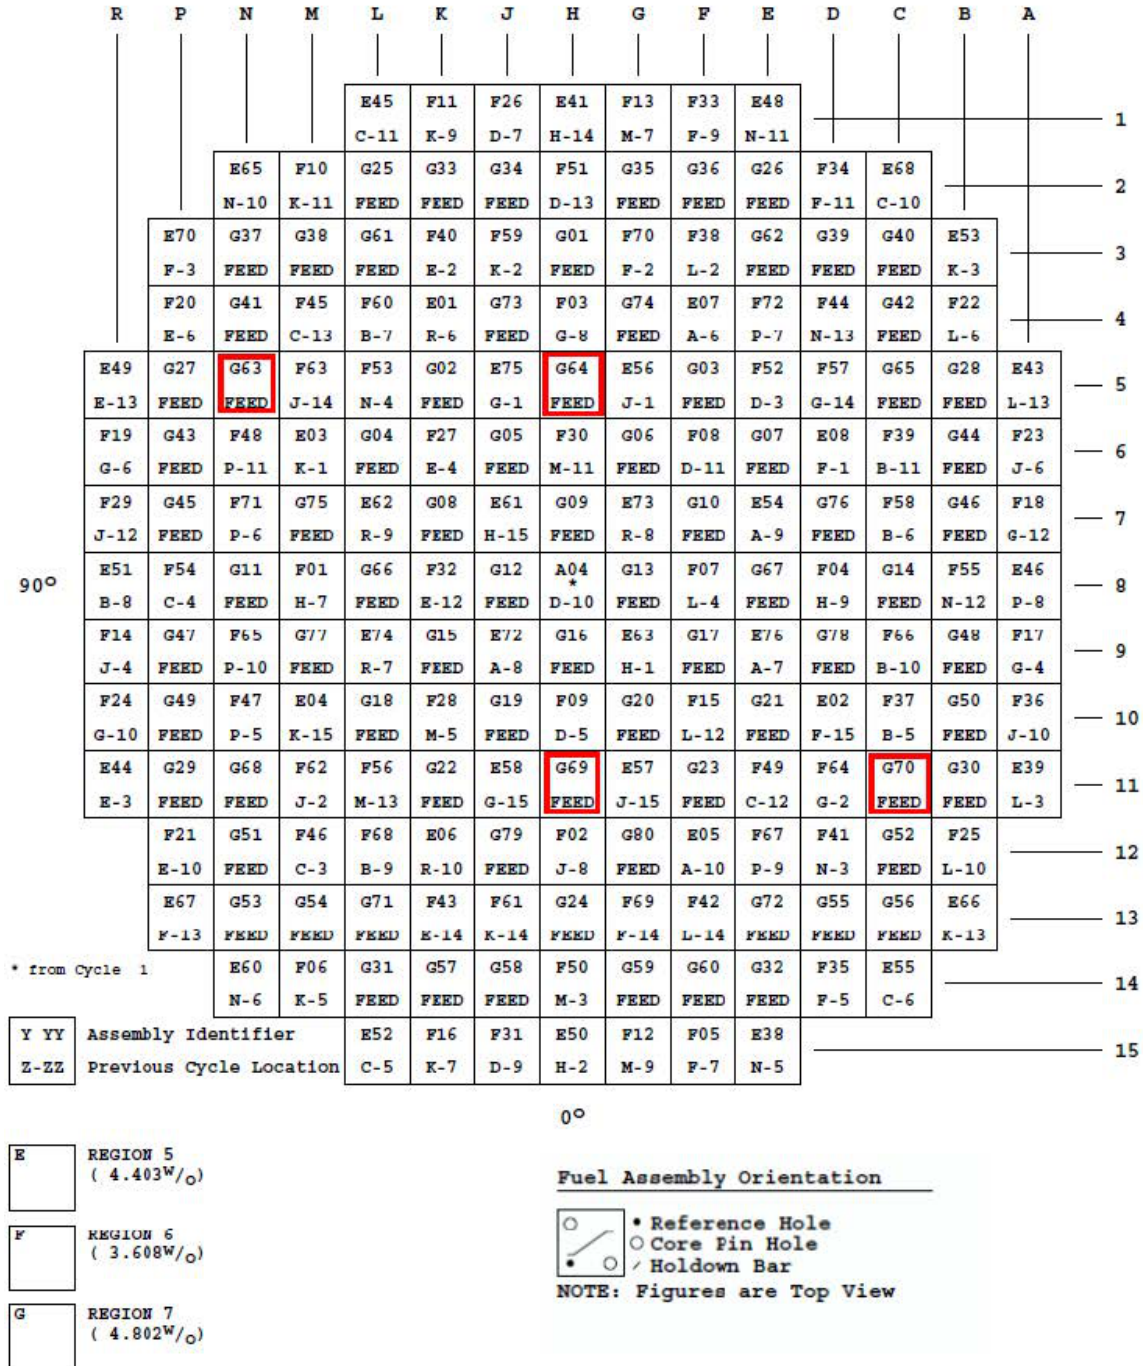 R P N M L K J H G F E D C B A
E45 F11 F26 E41 F13 F33 E48 1
C-11 K-9 D-7 H-14 M-7 F-9 N-11
E65 F10 G25 G33 G34 F51 G35 G36 G26 F34 E68 2
N-10 K-11 FEED FEED FEED D-13 FEED FEED FEED F-11 C-10
E70 G37 G38 G61 F40 F59 G01 F70 F38 G62 G39 G40 E53 3
F-3 FEED FEED FEED E-2 K-2 FEED F-2 L-2 FEED FEED FEED K-3
F20 G41 F45 F60 E01 G73 F03 G74 E07 F72 F44 G42 F22 4
E-6 FEED C-13 B-7 R-6 FEED G-8 FEED A-6 P-7 N-13 FEED L-6
E49 G27 G63 F63 F53 G02 E75 G64 E56 G03 F52 F57 G65 G28 E43 5
E-13 FEED FEED J-14 N-4 FEED G-1 FEED J-1 FEED D-3 G-14 FEED FEED L-13
F19 G43 F48 E03 G04 F27 G05 F30 G06 F08 G07 E08 F39 G44 F23 6
G-6 FEED P-11 K-1 FEED E-4 FEED M-11 FEED D-11 FEED F-1 B-11 FEED J-6
F29 G45 F71 G75 E62 G08 E61 G09 E73 G10 E54 G76 F58 G46 F18 7
J-12 FEED P-6 FEED R-9 FEED H-15 FEED R-8 FEED A-9 FEED B-6 FEED G-12
90° E51 F54 G11 F01 G66 F32 G12 A04 G13 F07 G67 F04 G14 F55 E46 8
*
B-8 C-4 FEED H-7 FEED E-12 FEED D-10 FEED L-4 FEED H-9 FEED N-12 P-8
F14 G47 F65 G77 E74 G15 E72 G16 E63 G17 E76 G78 F66 G48 F17 9
J-4 FEED P-10 FEED R-7 FEED A-8 FEED H-1 FEED A-7 FEED B-10 FEED G-4
F24 G49 F47 E04 G18 F28 G19 F09 G20 F15 G21 E02 F37 G50 F36 10
G-10 FEED P-5 K-15 FEED M-5 FEED D-5 FEED L-12 FEED F-15 B-5 FEED J-10
E44 G29 G68 F62 F56 G22 E58 G69 E57 G23 F49 F64 G70 G30 E39 11
E-3 FEED FEED J-2 M-13 FEED G-15 FEED J-15 FEED C-12 G-2 FEED FEED L-3
F21 G51 F46 F68 E06 G79 F02 G80 E05 F67 F41 G52 F25 12
E-10 FEED C-3 B-9 R-10 FEED J-8 FEED A-10 P-9 N-3 FEED L-10
E67 G53 G54 G71 F43 F61 G24 F69 F42 G72 G55 G56 E66 13
F-13 FEED FEED FEED E-14 K-14 FEED F-14 L-14 FEED FEED FEED K-13
* from Cycle 1 E60 F06 G31 G57 G58 F50 G59 G60 G32 F35 E55 14
N-6 K-5 FEED FEED FEED M-3 FEED FEED FEED F-5 C-6
Y YY Assembly Identifier E52 F16 F31 E50 F12 F05 E38 15
Z-ZZ Previous Cycle Location C-5 K-7 D-9 H-2 M-9 F-7 N-5
0°
E REGION 5
( 4.403W/O)
F REGION 6
( 3.608W/O)
G REGION 7
( 4.802W/O)
Fuel Assembly Orientation
Reference Hole
Core Pin Hole
Holdown Bar
NOTE: Figures are Top View